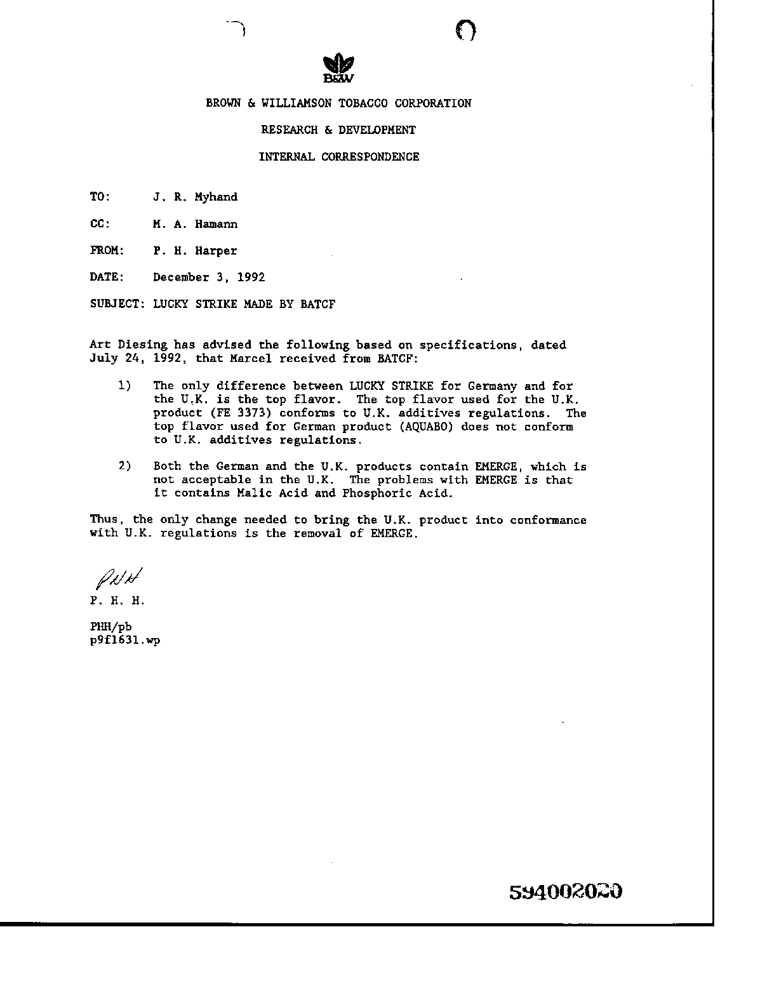 B&W
BROWN & WILLIAMSON TOBACCO CORPORATION
RESEARCH & DEVELOPMENT
INTERNAL CORRESPONDENCE
TO: J. R. Myhand
CC: M. A. Hamann
FROM: P. H. Harper
DATE: December 3, 1992
SUBJECT: LUCKY STRIKE MADE BY BATCF
Art Diesing has advised the following based on specifications, dated
July 24, 1992, that Marcel received from BATCF:
1) The only difference between LUCKY STRIKE for Germany and for
the U.K. is the top flavor. The top flavor used for the U.K.
product (FE 3373) conforms to U.K. additives regulations. The
top flavor used for German product (AQUABO) does not conform
to U.K. additives regulations.
2) Both the German and the U.K. products contain EMERGE, which is
not acceptable in the U.K. The problems with EMERGE is that
it contains Malic Acid and Phosphoric Acid.
Thus, the only change needed to bring the U.K. product into conformance
with U.K. regulations is the removal of EMERGE.
PHH
P. H. H.
PHH/pb
p9f1631.wp
594002020